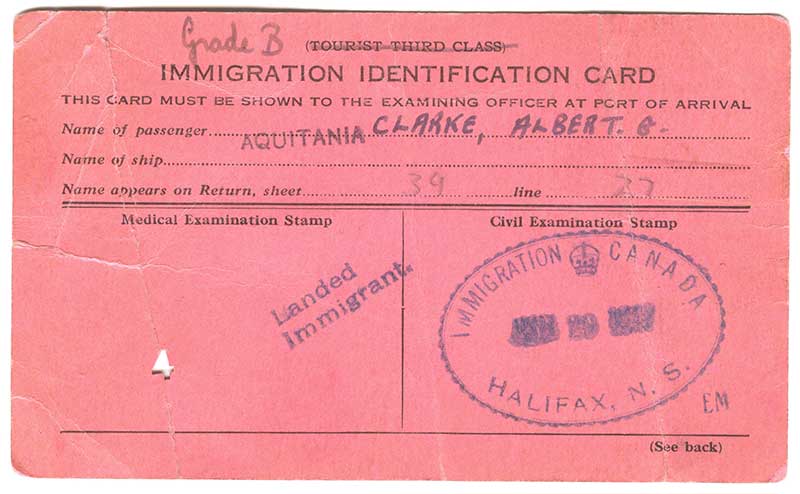 Grade B (TOURIST THIRD CLASS)
IMMIGRATION IDENTIFICATION CARD
THIS CARD MUST BE SHOWN TO THE EXAMINING OFFICER AT PORT OF ARRIVAL
Name of passenger CLARKE, ALBERT. G.
AQUITANIA
Name of ship
Name appears on Return, sheet 39 line 27
Medical Examination Stamp
Civil Examination Stamp
Landed
Immigrant.
4
IMMIGRATION CANADA
20
HALIFAX, N. S.
EM
(See back)